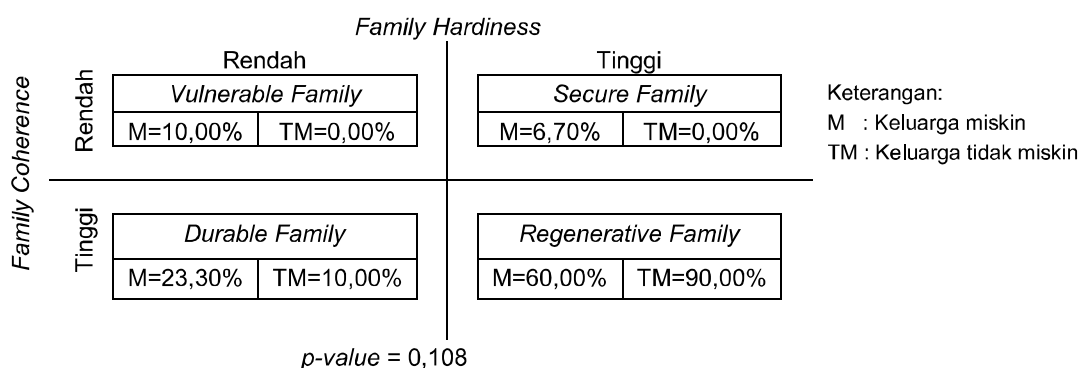 Family Hardiness
Rendah Tinggi
Family Coherence
Rendah
Vulnerable Family
M=10,00% TM=0,00%
Secure Family
M=6,70% TM=0,00%
Keterangan:
M : Keluarga miskin
TM : Keluarga tidak miskin
Tinggi
Durable Family
M=23,30% TM=10,00%
Regenerative Family
M=60,00% TM=90,00%
p-value = 0,108